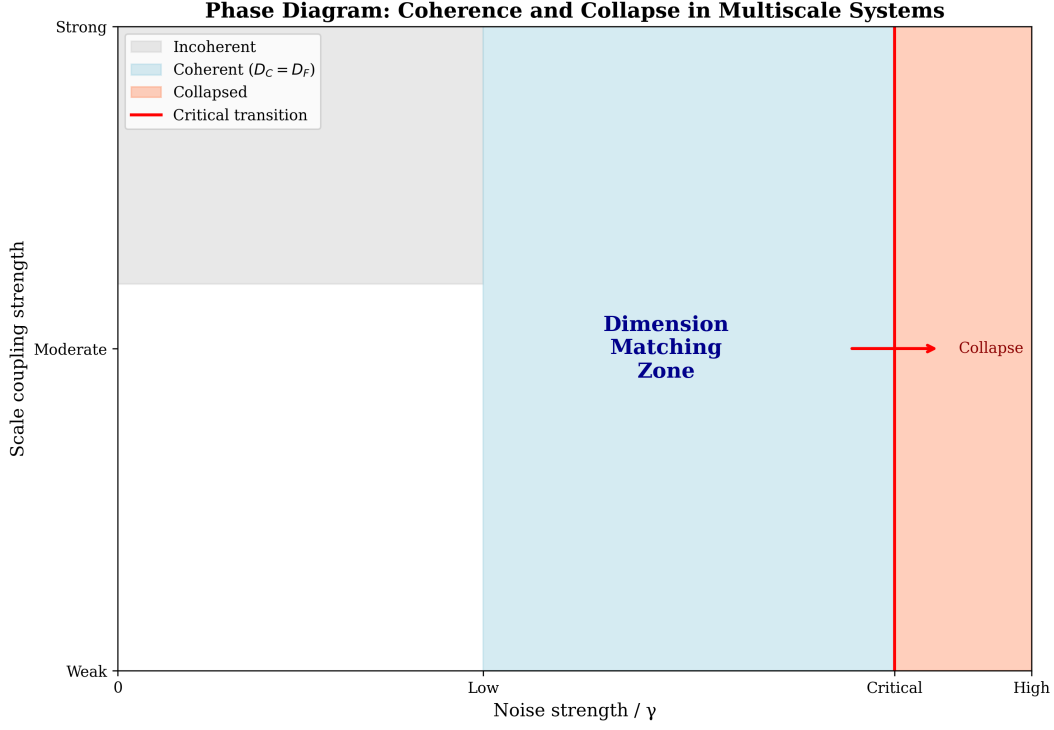 Phase Diagram: Coherence and Collapse in Multiscale Systems
Strong
Incoherent
Coherent (D_C = D_F)
Collapsed
Critical transition
Scale coupling strength
Dimension
Matching
Zone
Moderate
Collapse
Weak
0
Low
Critical
High
Noise strength / γ